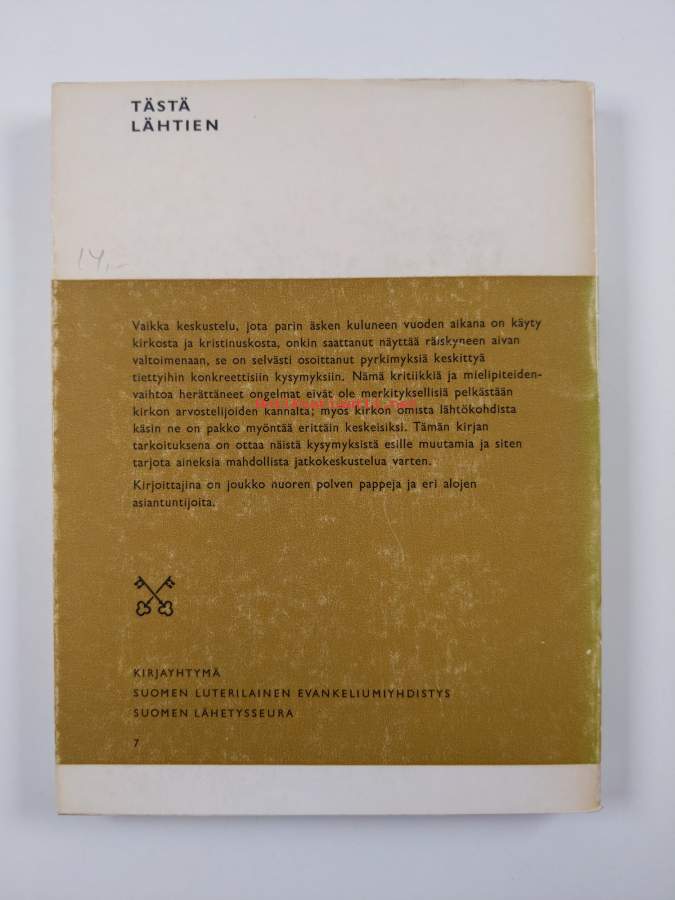 TÄSTÄ
LÄHTIEN
14,-
Vaikka keskustelu, jota parin äsken kuluneen vuoden aikana on käyty
kirkosta ja kristinuskosta, onkin saattanut näyttää räiskyneen aivan
valtoimenaan, se on selvästi osoittanut pyrkimyksiä keskittyä
tiettyihin konkreettisiin kysymyksiin. Nämä kritiikkiä ja mielipiteiden-
vaihtoa herättäneet ongelmat eivät ole merkityksellisiä pelkästään
kirkon arvostelijoiden kannalta; myös kirkon omista lähtökohdista
käsin ne on pakko myöntää erittäin keskeisiksi. Tämän kirjan
tarkoituksena on ottaa näistä kysymyksistä esille muutamia ja siten
tarjota aineksia mahdollista jatkokeskustelua varten.
Kirjoittajina on joukko nuoren polven pappeja ja eri alojen
asiantuntijoita.
KIRJAYHTYMÄ
SUOMEN LUTERILAINEN EVANKELIUMIYHDISTYS
SUOMEN LÄHETYSSEURA
7